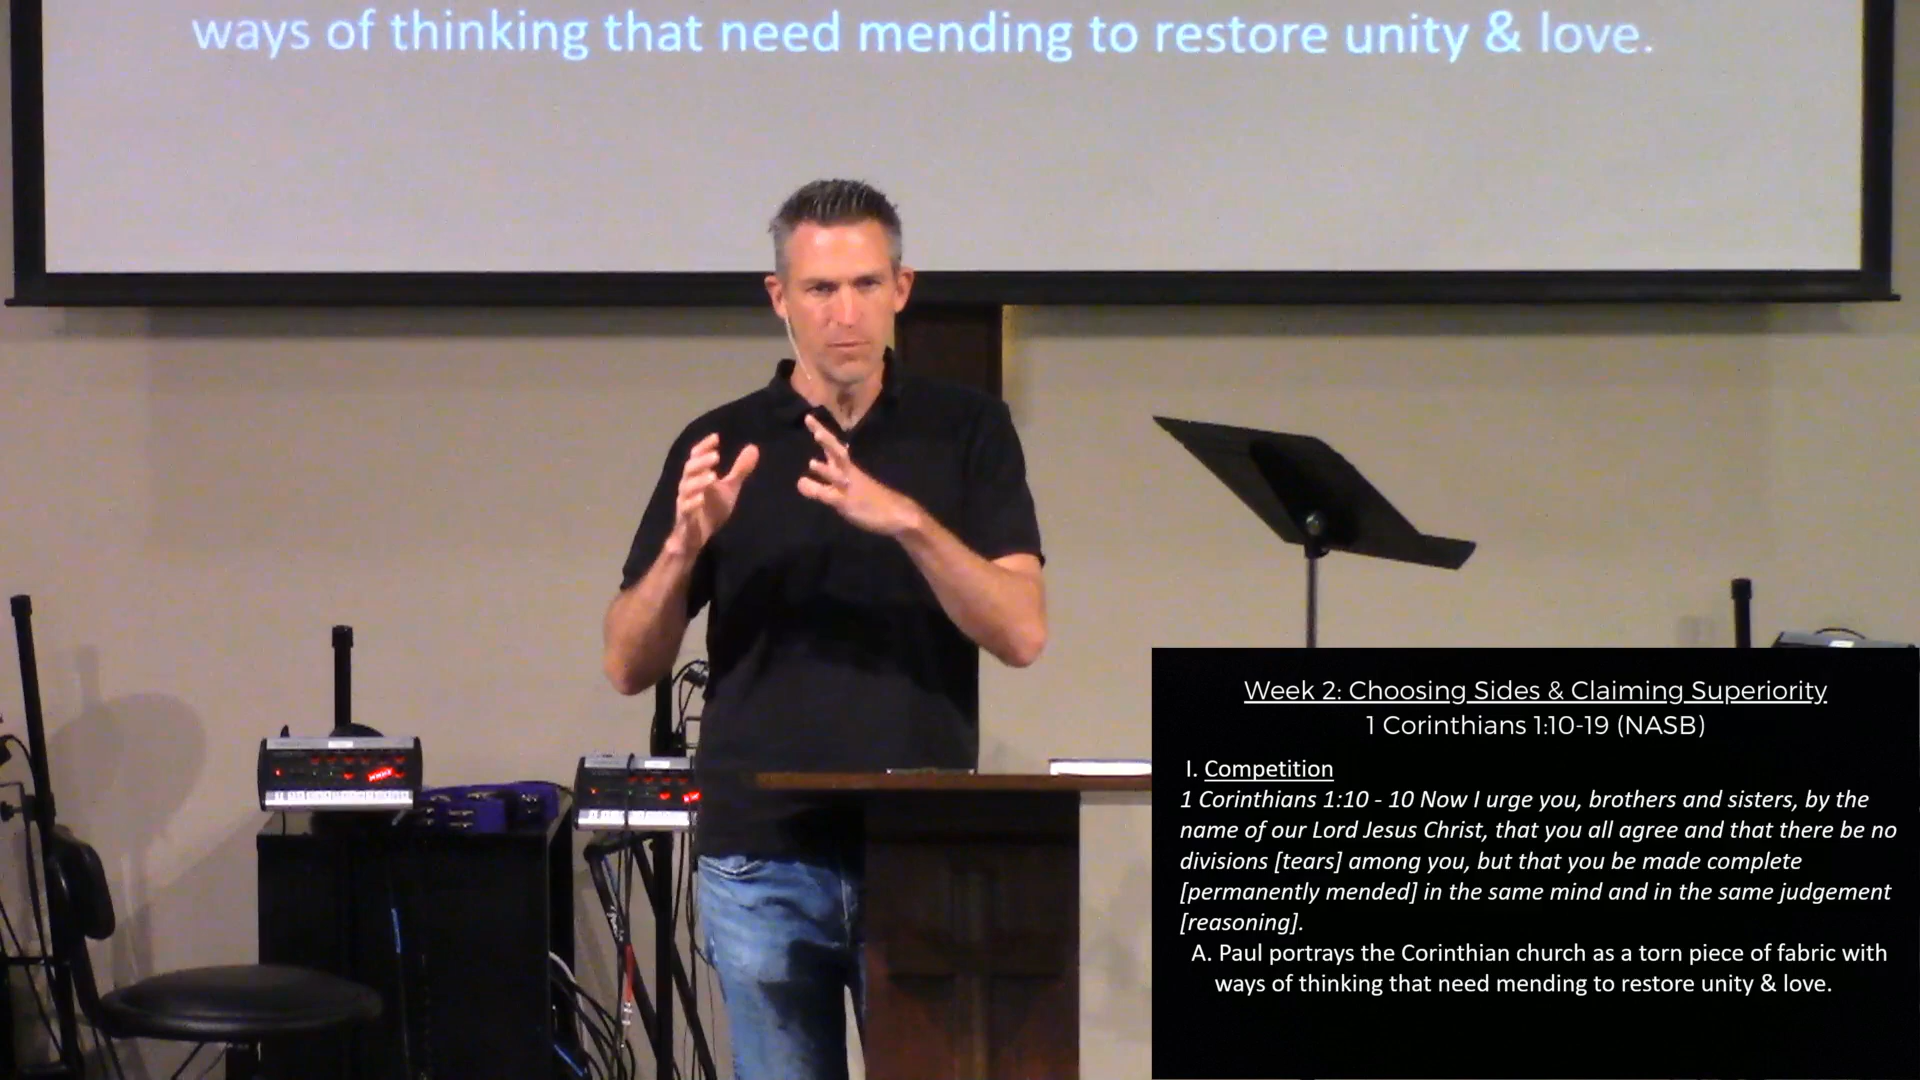 ways of thinking that need mending to restore unity & love.
Week 2: Choosing Sides & Claiming Superiority
1 Corinthians 1:10-19 (NASB)
I. Competition
1 Corinthians 1:10 - 10 Now I urge you, brothers and sisters, by the
name of our Lord Jesus Christ, that you all agree and that there be no
divisions [tears] among you, but that you be made complete
[permanently mended] in the same mind and in the same judgement
[reasoning].
A. Paul portrays the Corinthian church as a torn piece of fabric with
ways of thinking that need mending to restore unity & love.